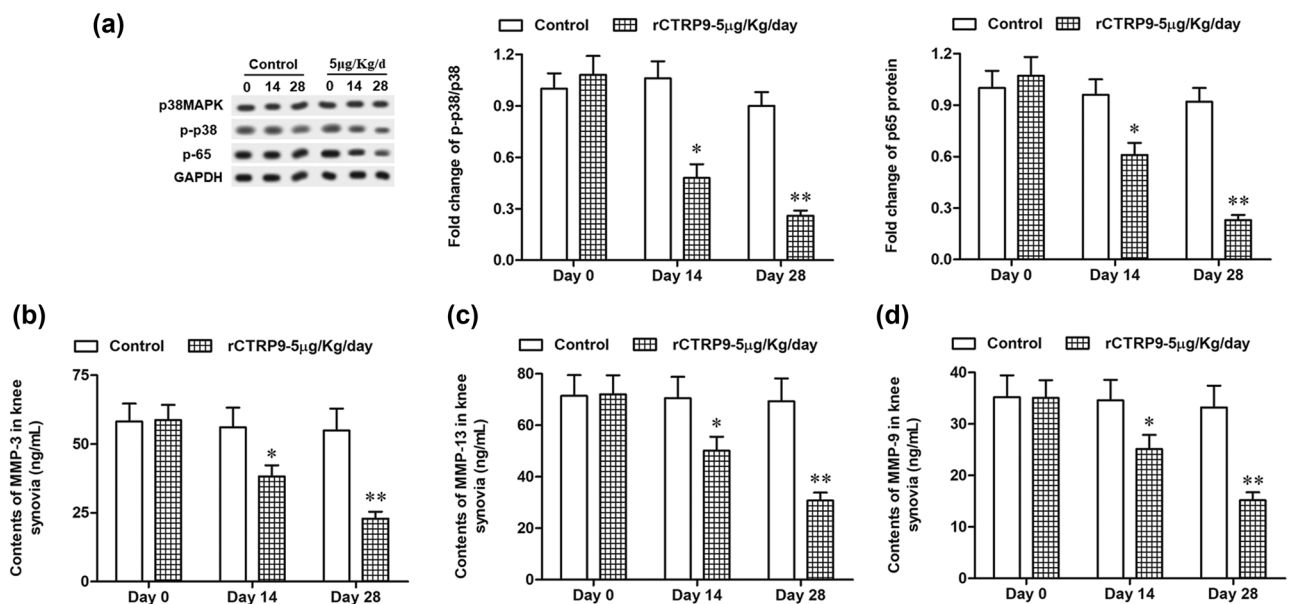 (a)
Control 5μg/Kg/d
0 14 28 0 14 28
p38MAPK
p-p38
p-65
GAPDH
Control rCTRP9-5μg/Kg/day
Fold change of p-p38/p38
1.2
0.9
0.6
0.3
0.0
Day 0 Day 14 Day 28
*
**
Control rCTRP9-5μg/Kg/day
Fold change of p65 protein
1.2
0.9
0.6
0.3
0.0
Day 0 Day 14 Day 28
*
**
(b)
Control rCTRP9-5μg/Kg/day
Contents of MMP-3 in knee
synovia (ng/mL)
75
50
25
0
Day 0 Day 14 Day 28
*
**
(c)
Control rCTRP9-5μg/Kg/day
Contents of MMP-13 in knee
synovia (ng/mL)
80
60
40
20
0
Day 0 Day 14 Day 28
*
**
(d)
Control rCTRP9-5μg/Kg/day
Contents of MMP-9 in knee
synovia (ng/mL)
40
30
20
10
0
Day 0 Day 14 Day 28
*
**